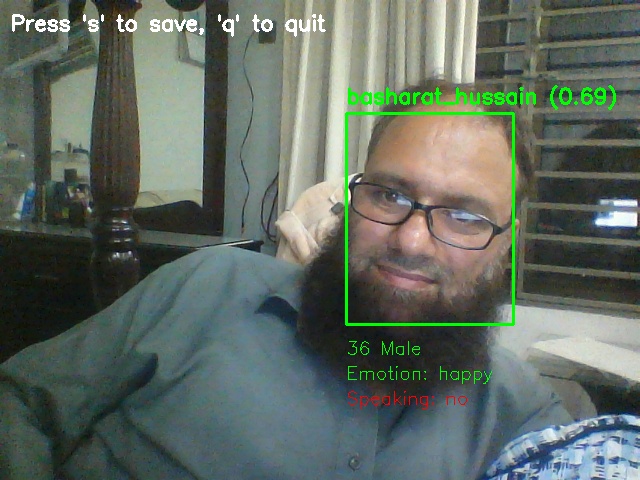 Press 's' to save, 'q' to quit
basharat_hussain (0.69)
36 Male
Emotion: happy
Speaking: no